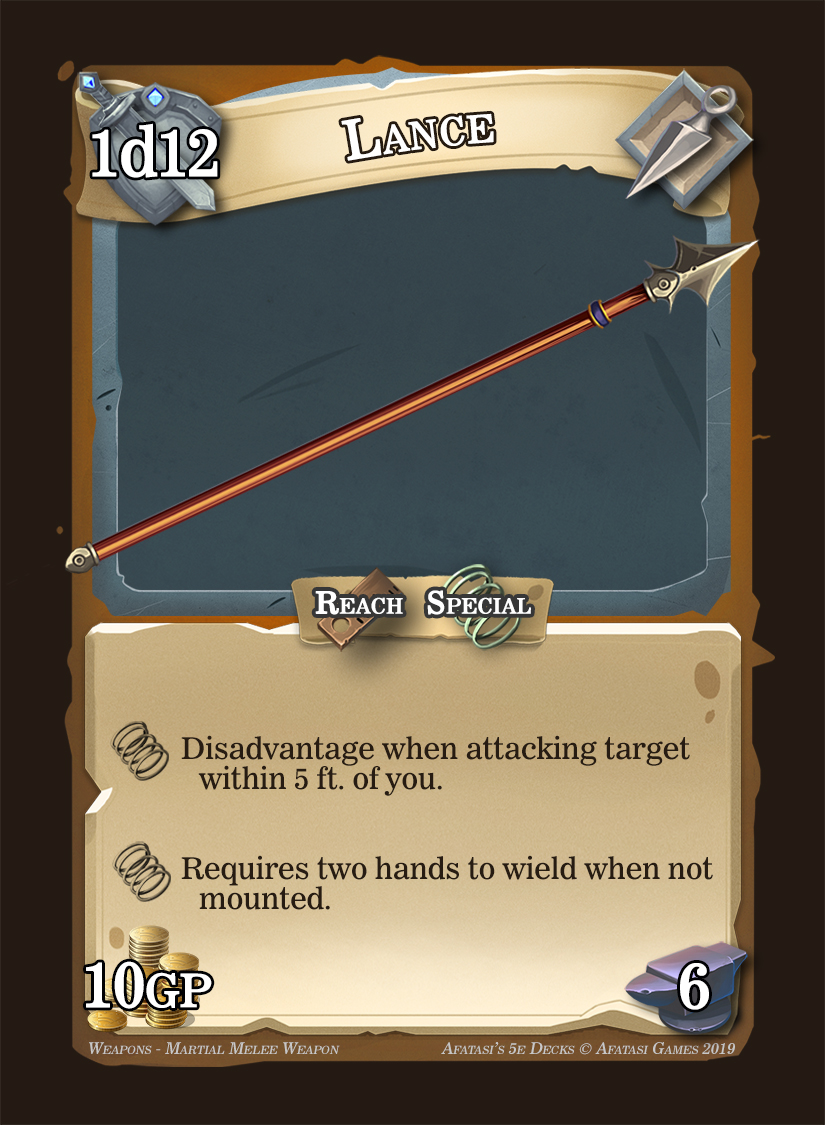 1d12
Lance
Reach Special
Disadvantage when attacking target
within 5 ft. of you.
Requires two hands to wield when not
mounted.
10GP
6
Weapons - Martial Melee Weapon
Afatasi's 5e Decks © Afatasi Games 2019